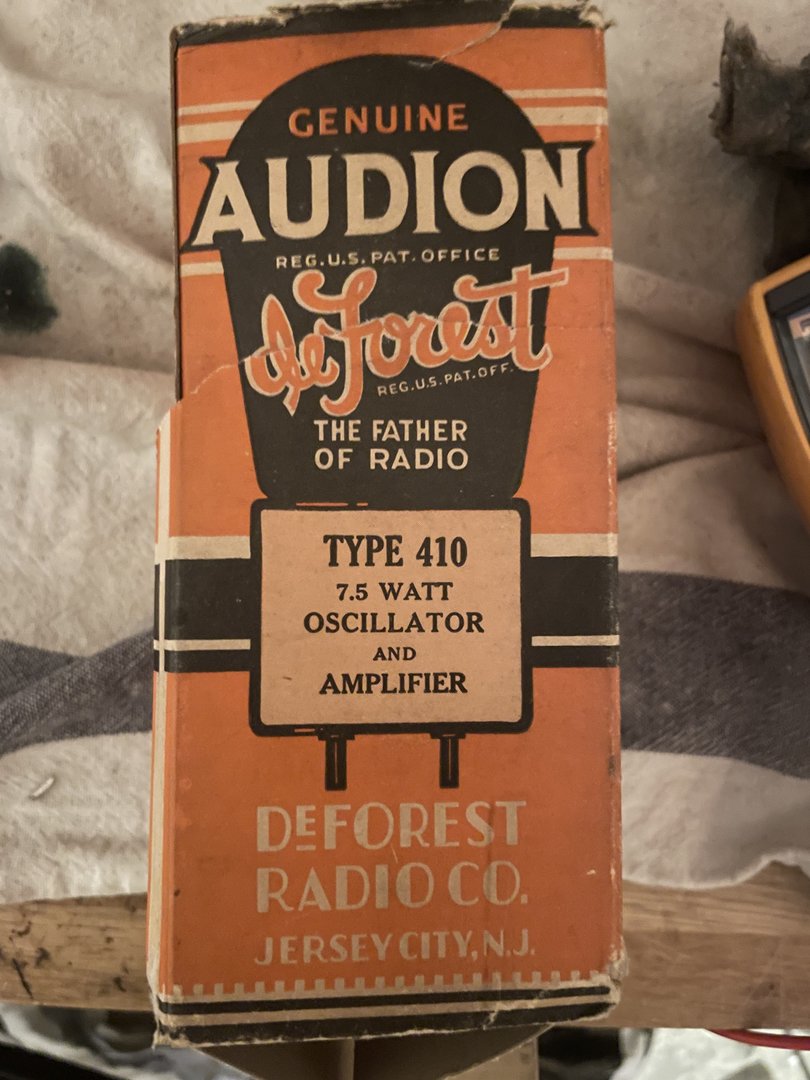 GENUINE
AUDION
REG.U.S.PAT.OFFICE
deForest
REG.U.S.PAT.OFF.
THE FATHER
OF RADIO
TYPE 410
7.5 WATT
OSCILLATOR
AND
AMPLIFIER
DEFOREST
RADIO CO.
JERSEY CITY, N.J.